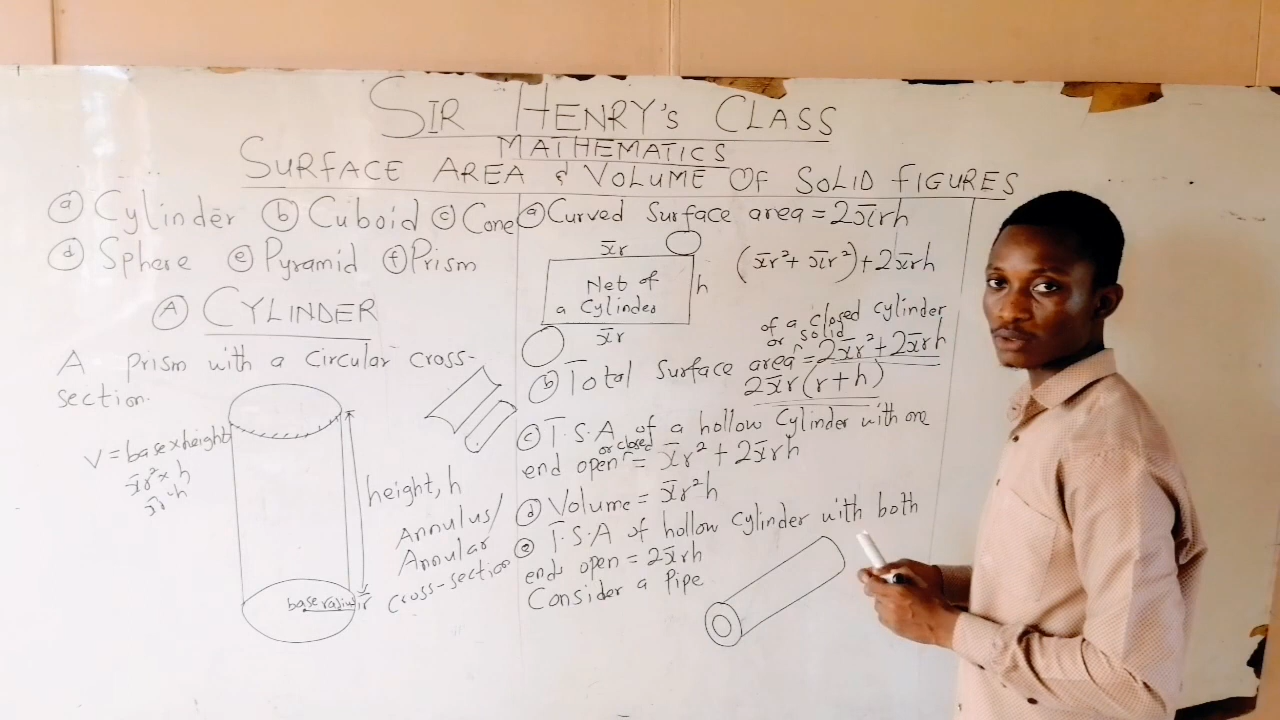 SIR HENRY'S CLASS
MATHEMATICS
SURFACE AREA & VOLUME OF SOLID FIGURES
(a) Cylinder (b) Cuboid (c) Cone
(d) Sphere (e) Pyramid (f) Prism
(A) CYLINDER
A prism with a circular cross-
section.
V = base x height
πr² x h
πr²h
height, h
base radius r
Annulus/
Annular
cross-section
(a) Curved Surface area = 2πrh
πr
Net of
a Cylinder
h
πr
(πr² + πr²) + 2πrh
of a closed cylinder
or solid
(b) Total Surface area ^ = 2πr² + 2πrh
2πr(r+h)
(c) T.S.A of a hollow Cylinder with one
or closed
end open ^ = πr² + 2πrh
(d) Volume = πr²h
(e) T.S.A of hollow cylinder with both
ends open = 2πrh
Consider a Pipe